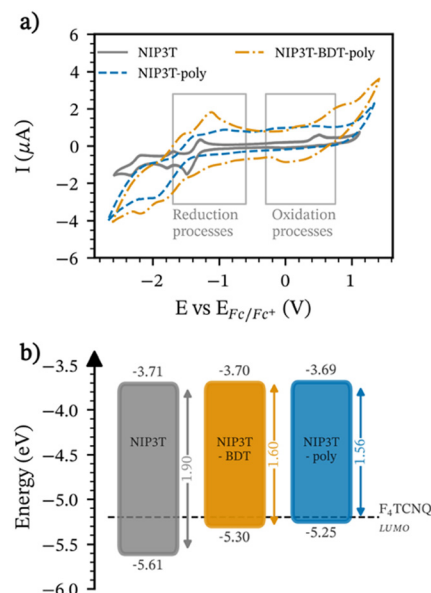 a)
NIP3T
NIP3T-BDT-poly
NIP3T-poly
6
4
2
0
−2
−4
−6
I (μA)
Reduction
processes
Oxidation
processes
−2
−1
0
1
E vs E_{Fc/Fc⁺} (V)
b)
−3.5
−4.0
−4.5
−5.0
−5.5
−6.0
Energy (eV)
-3.71
-3.70
-3.69
NIP3T
NIP3T
- BDT
NIP3T
- poly
1.90
1.60
1.56
F₄TCNQ
LUMO
-5.61
-5.30
-5.25